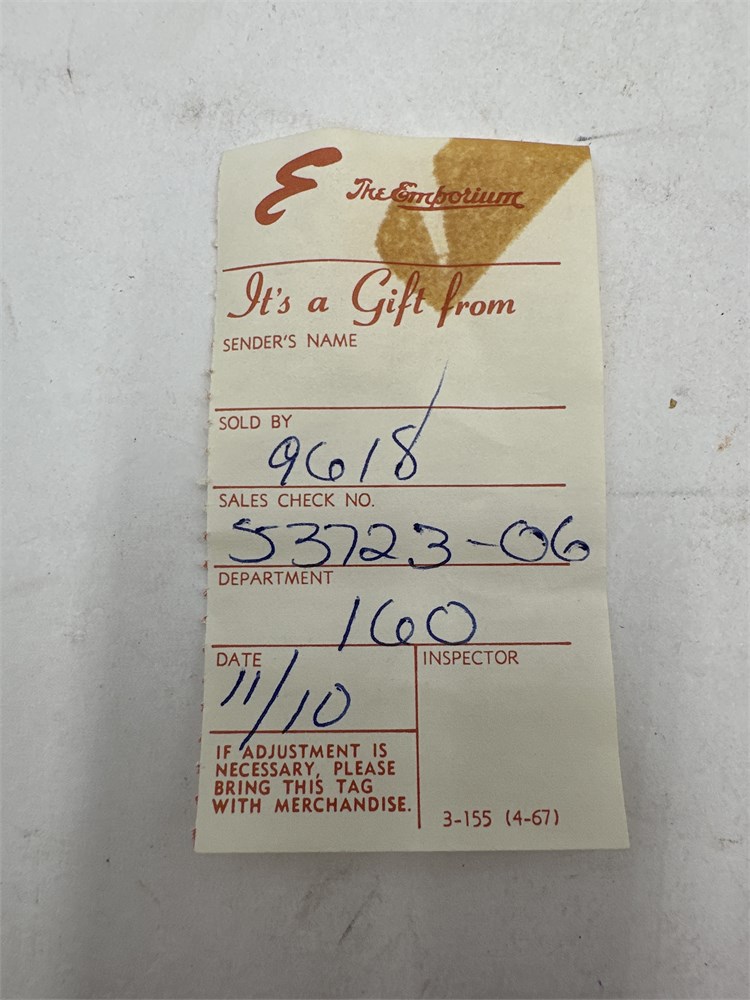 E The Emporium
It's a Gift from
SENDER'S NAME
SOLD BY
9618
SALES CHECK NO.
53723-06
DEPARTMENT
160
DATE
11/10
INSPECTOR
IF ADJUSTMENT IS
NECESSARY, PLEASE
BRING THIS TAG
WITH MERCHANDISE.
3-155 (4-67)